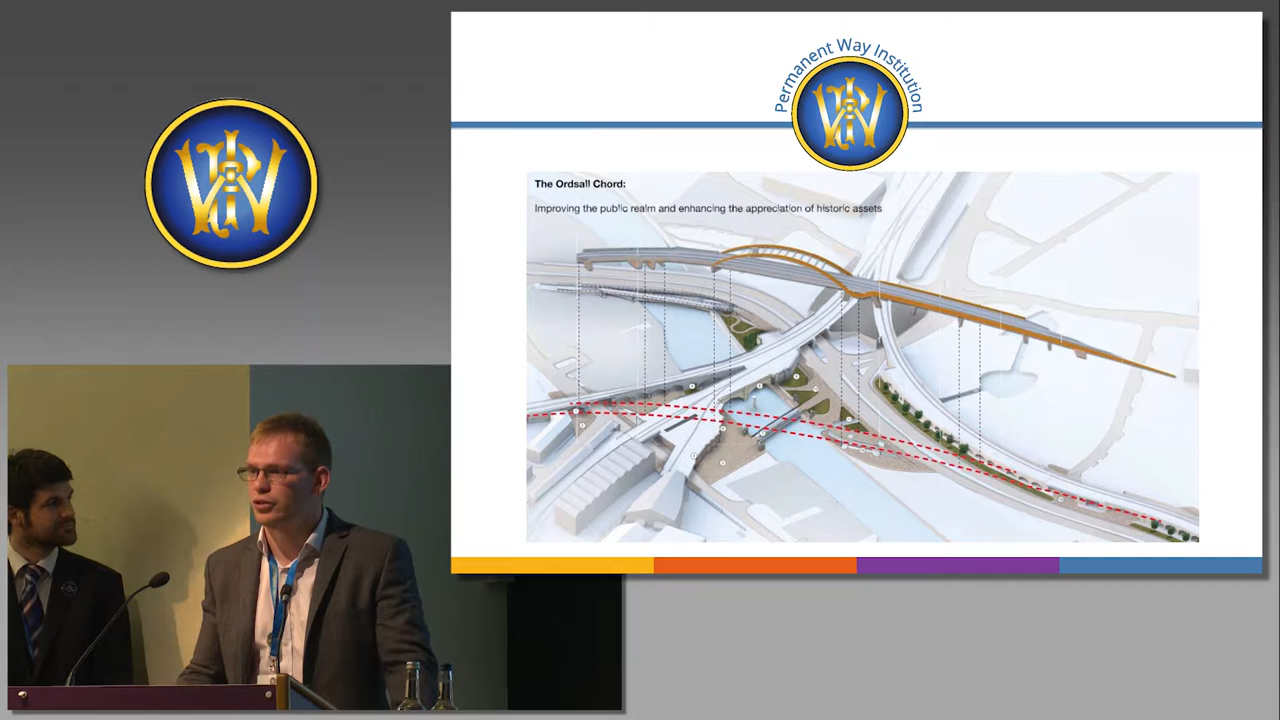 Permanent Way Institution
The Ordsall Chord:
Improving the public realm and enhancing the appreciation of historic assets